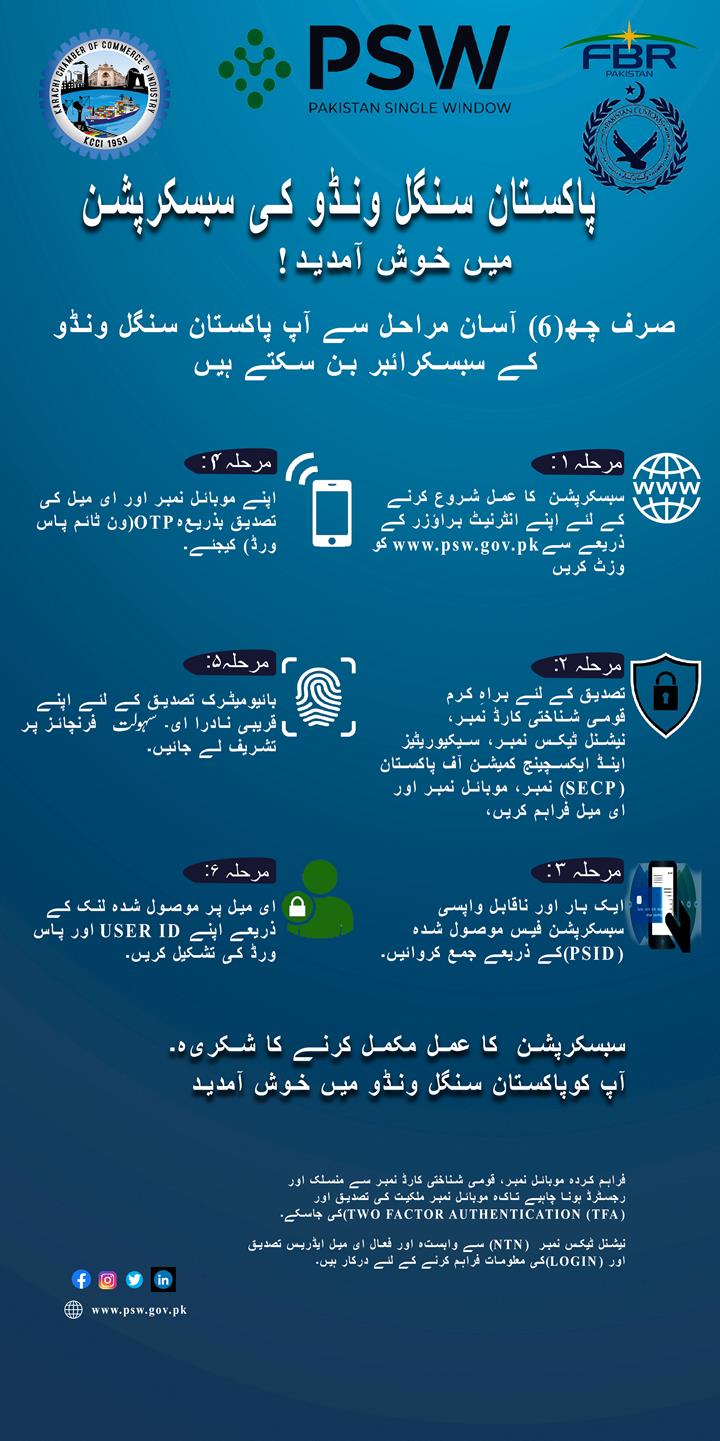 KARACHI CHAMBER OF COMMERCE & INDUSTRY
KCCI 1959
PSW
PAKISTAN SINGLE WINDOW
FBR
PAKISTAN
PAKISTAN CUSTOMS
پاکستان سنگل ونڈو کی سبسکرپشن
میں خوش آمدید!
صرف چھ(6) آسان مراحل سے آپ پاکستان سنگل ونڈو
کے سبسکرائبر بن سکتے ہیں
مرحلہ ۱:
WWW
سبسکرپشن کا عمل شروع کرنے
کے لئے اپنے انٹرنیٹ براؤزر کے
ذریعے سے www.psw.gov.pk کو
وزٹ کریں
مرحلہ ۲:
تصدیق کے لئے براہِ کرم
قومی شناختی کارڈ نمبر،
نیشنل ٹیکس نمبر، سیکیوریٹیز
اینڈ ایکسچینج کمیشن آف پاکستان
(SECP) نمبر، موبائل نمبر اور
ای میل فراہم کریں،
مرحلہ ۳:
ایک بار اور ناقابل واپسی
سبسکرپشن فیس موصول شدہ
(PSID)کے ذریعے جمع کروائیں۔
مرحلہ ۴:
اپنے موبائل نمبر اور ای میل کی
تصدیق بذریعہ OTP(ون ٹائم پاس
ورڈ) کیجئے۔
مرحلہ ۵:
بائیومیٹرک تصدیق کے لئے اپنے
قریبی نادرا ای۔ سہولت فرنچائز پر
تشریف لے جائیں۔
مرحلہ ۶:
ای میل پر موصول شدہ لنک کے
ذریعے اپنے USER ID اور پاس
ورڈ کی تشکیل کریں۔
سبسکرپشن کا عمل مکمل کرنے کا شکریہ۔
آپ کوپاکستان سنگل ونڈو میں خوش آمدید
فراہم کردہ موبائل نمبر، قومی شناختی کارڈ نمبر سے منسلک اور
رجسٹرڈ ہونا چاہیے تاکہ موبائل نمبر ملکیت کی تصدیق اور
TWO FACTOR AUTHENTICATION (TFA)کی جاسکے۔
نیشنل ٹیکس نمبر (NTN) سے وابستہ اور فعال ای میل ایڈریس تصدیق
اور (LOGIN)کی معلومات فراہم کرنے کے لئے درکار ہیں۔
www.psw.gov.pk